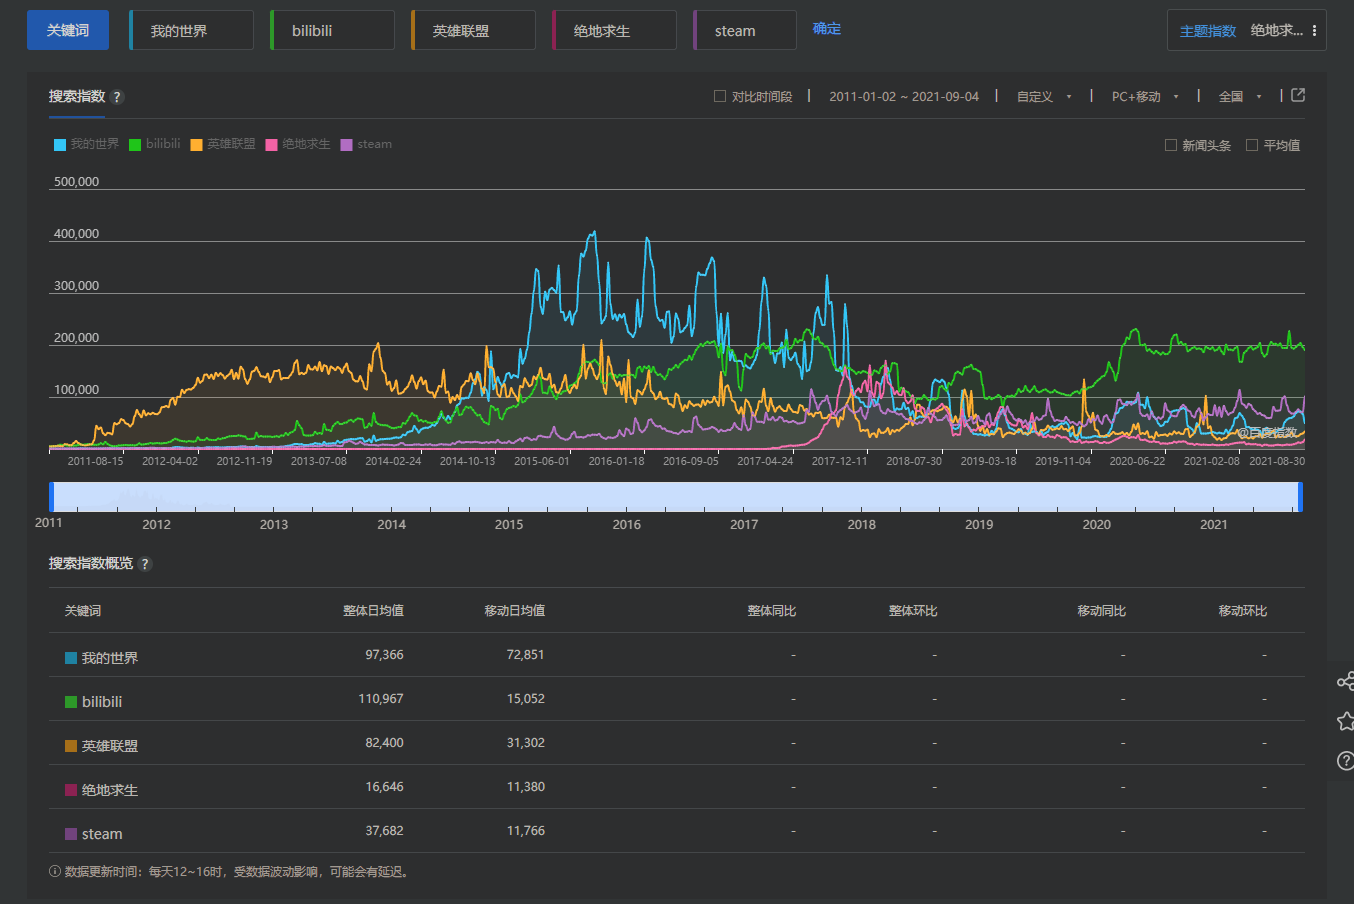 关键词 我的世界 bilibili 英雄联盟 绝地求生 steam 确定 主题指数 绝地求...
搜索指数 ? 对比时间段 2011-01-02 ~ 2021-09-04 自定义 PC+移动 全国
我的世界 bilibili 英雄联盟 绝地求生 steam 新闻头条 平均值
500,000
400,000
300,000
200,000
100,000
@百度指数
2011-08-15 2012-04-02 2012-11-19 2013-07-08 2014-02-24 2014-10-13 2015-06-01 2016-01-18 2016-09-05 2017-04-24 2017-12-11 2018-07-30 2019-03-18 2019-11-04 2020-06-22 2021-02-08 2021-08-30
2011 2012 2013 2014 2015 2016 2017 2018 2019 2020 2021
搜索指数概览 ?
关键词 整体日均值 移动日均值 整体同比 整体环比 移动同比 移动环比
我的世界 97,366 72,851 - - - -
bilibili 110,967 15,052 - - - -
英雄联盟 82,400 31,302 - - - -
绝地求生 16,646 11,380 - - - -
steam 37,682 11,766 - - - -
数据更新时间：每天12~16时，受数据波动影响，可能会有延迟。